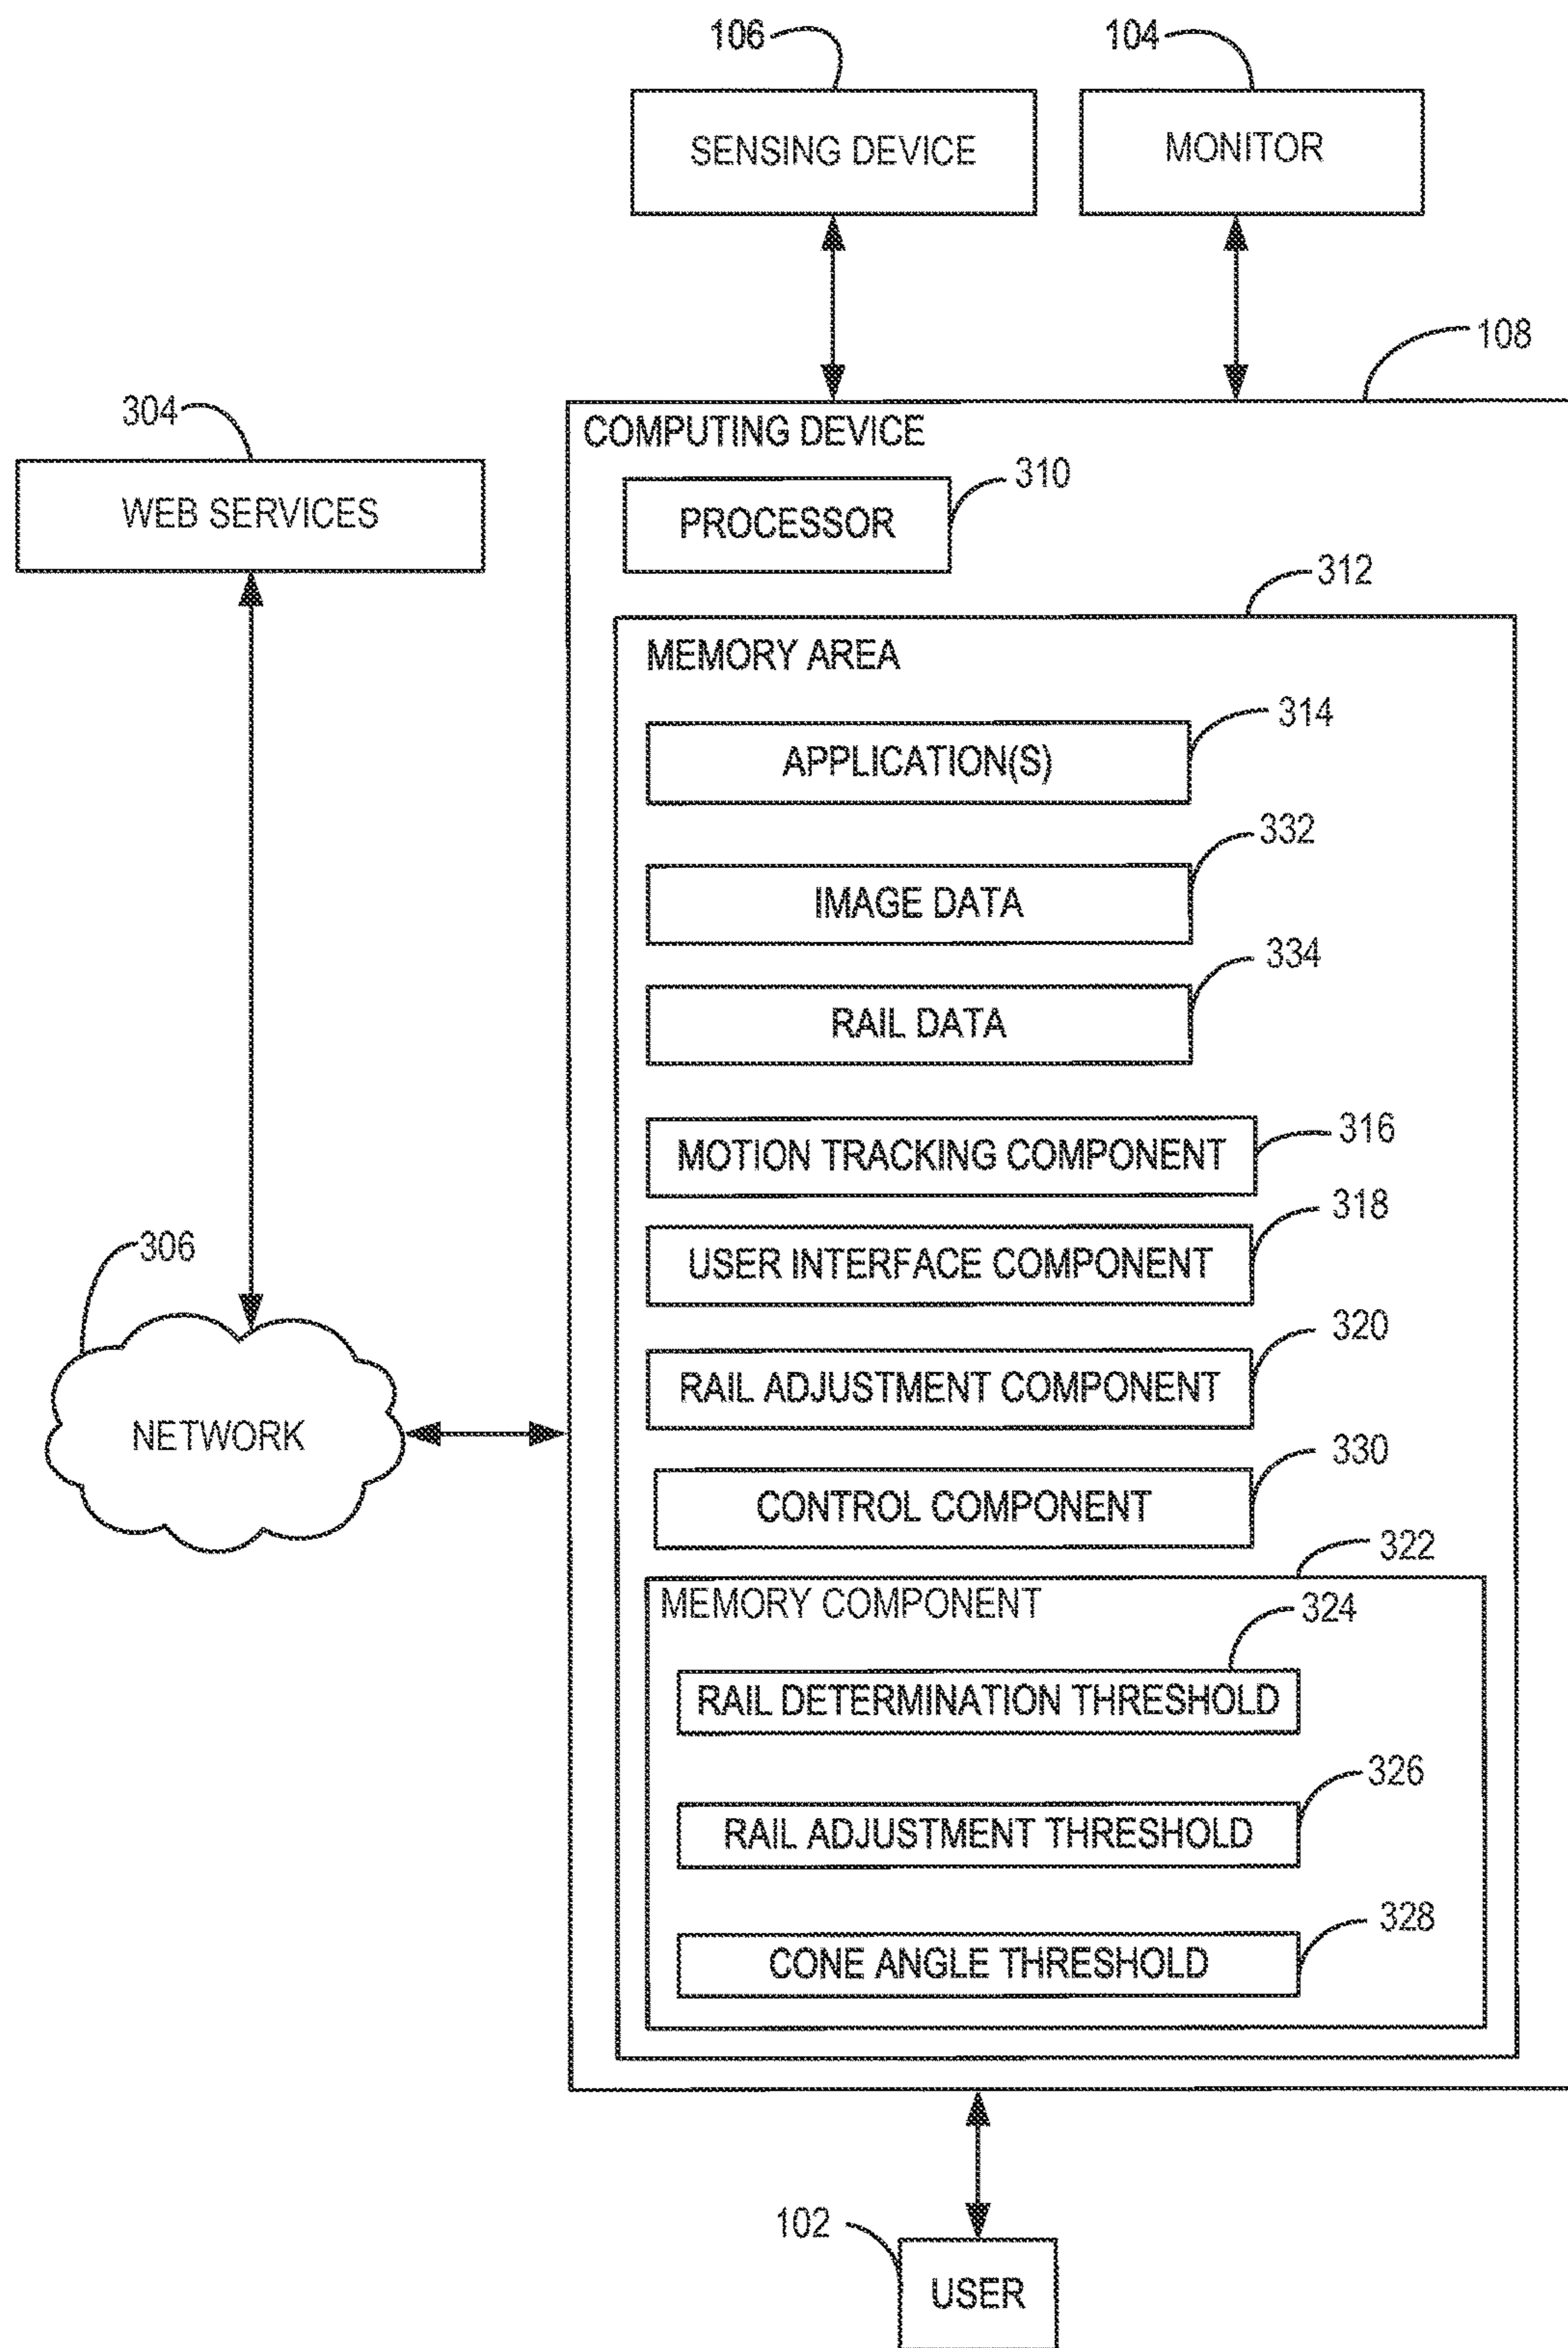 106
104
SENSING DEVICE
MONITOR
108
304
COMPUTING DEVICE
310
WEB SERVICES
PROCESSOR
312
MEMORY AREA
314
APPLICATION(S)
332
IMAGE DATA
334
RAIL DATA
316
MOTION TRACKING COMPONENT
318
306
USER INTERFACE COMPONENT
320
RAIL ADJUSTMENT COMPONENT
NETWORK
330
CONTROL COMPONENT
322
MEMORY COMPONENT
324
RAIL DETERMINATION THRESHOLD
326
RAIL ADJUSTMENT THRESHOLD
328
CONE ANGLE THRESHOLD
102
USER